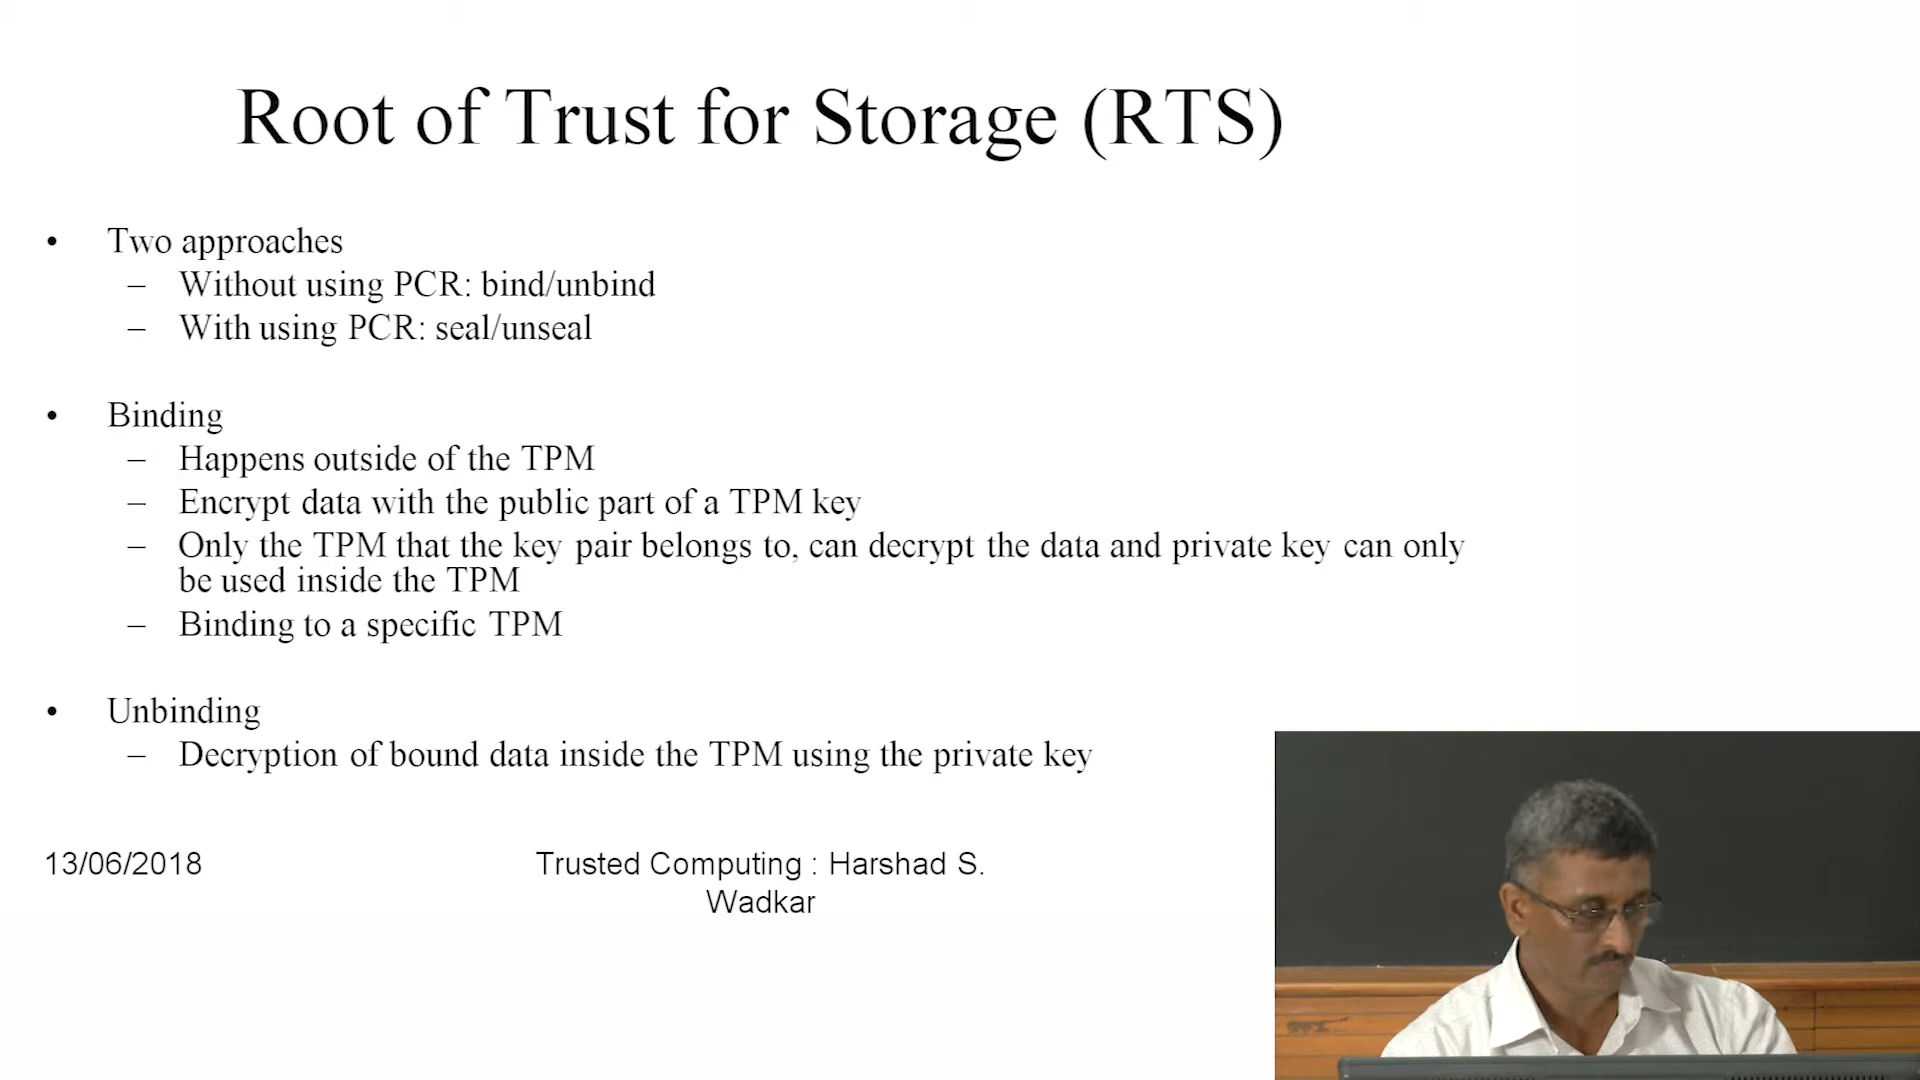 Root of Trust for Storage (RTS)
• Two approaches
– Without using PCR: bind/unbind
– With using PCR: seal/unseal
• Binding
– Happens outside of the TPM
– Encrypt data with the public part of a TPM key
– Only the TPM that the key pair belongs to, can decrypt the data and private key can only
be used inside the TPM
– Binding to a specific TPM
• Unbinding
– Decryption of bound data inside the TPM using the private key
13/06/2018
Trusted Computing : Harshad S.
Wadkar